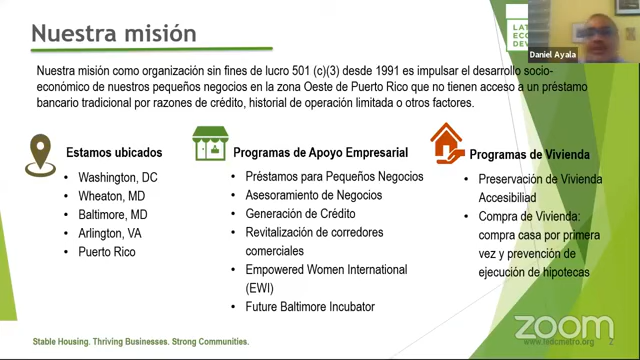 Nuestra misión
LAT
ECO
DEV
Daniel Ayala
Nuestra misión como organización sin fines de lucro 501 (c)(3) desde 1991 es impulsar el desarrollo socio-
económico de nuestros pequeños negocios en la zona Oeste de Puerto Rico que no tienen acceso a un préstamo
bancario tradicional por razones de crédito, historial de operación limitada o otros factores.
Estamos ubicados
• Washington, DC
• Wheaton, MD
• Baltimore, MD
• Arlington, VA
• Puerto Rico
Programas de Apoyo Empresarial
• Préstamos para Pequeños Negocios
• Asesoramiento de Negocios
• Generación de Crédito
• Revitalización de corredores
comerciales
• Empowered Women International
(EWI)
• Future Baltimore Incubator
Programas de Vivienda
• Preservación de Vivienda
Accesibiliad
• Compra de Vivienda:
compra casa por primera
vez y prevención de
ejecución de hipotecas
Stable Housing. Thriving Businesses. Strong Communities.
www.ledcmetro.org
2
zoom